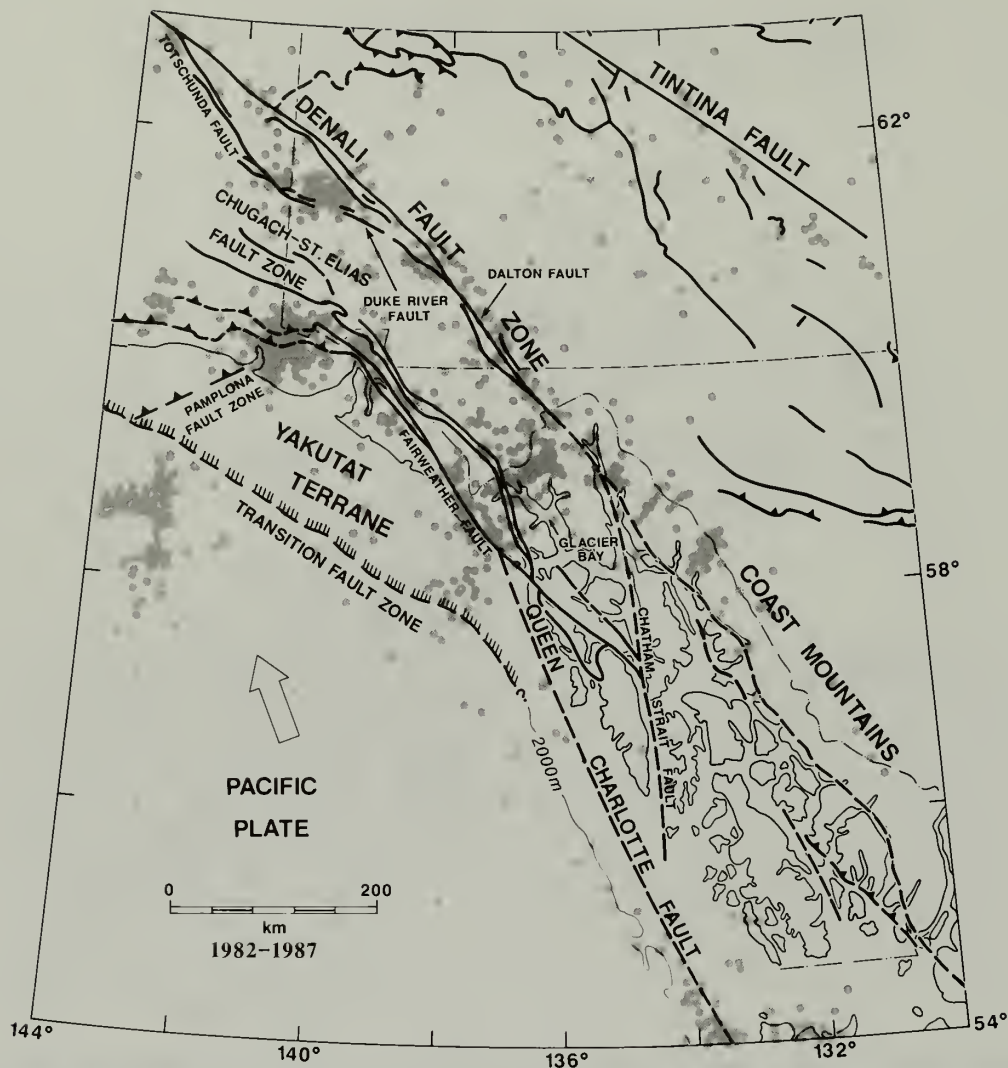 TOTSCHUNDA FAULT
DENALI
FAULT
ZONE
TINTINA FAULT
62°
CHUGACH-ST. ELIAS
FAULT ZONE
DUKE RIVER
FAULT
DALTON FAULT
PAMPLONA
FAULT ZONE
YAKUTAT
TERRANE
FAIRWEATHER FAULT
TRANSITION FAULT ZONE
GLACIER
BAY
58°
QUEEN
CHARLOTTE
FAULT
CHATHAM
STRAIT
FAULT
COAST MOUNTAINS
2000m
PACIFIC
PLATE
0 200
km
1982–1987
144°
140°
136°
132°
54°